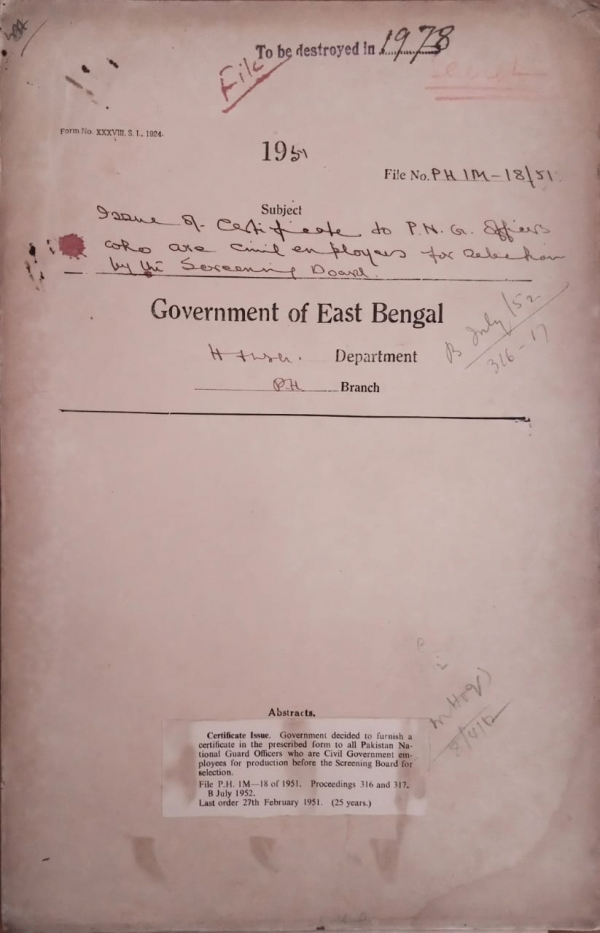 To be destroyed in 1978
File
Form No. XXXVIII. S. I., 1924.
1951
File No. PH 1M-18/51
Subject
Issue of Certificate to P.N.G. Officers
who are civil employees for selection
by the Screening Board.
Government of East Bengal
B July/52
316-17
Department
PH Branch
Abstracts.
Certificate Issue. Government decided to furnish a
certificate in the prescribed form to all Pakistan Na-
tional Guard Officers who are Civil Government em-
ployees for production before the Screening Board for
selection.
File P.H. 1M—18 of 1951. Proceedings 316 and 317.
B July 1952.
Last order 27th February 1951. (25 years.)